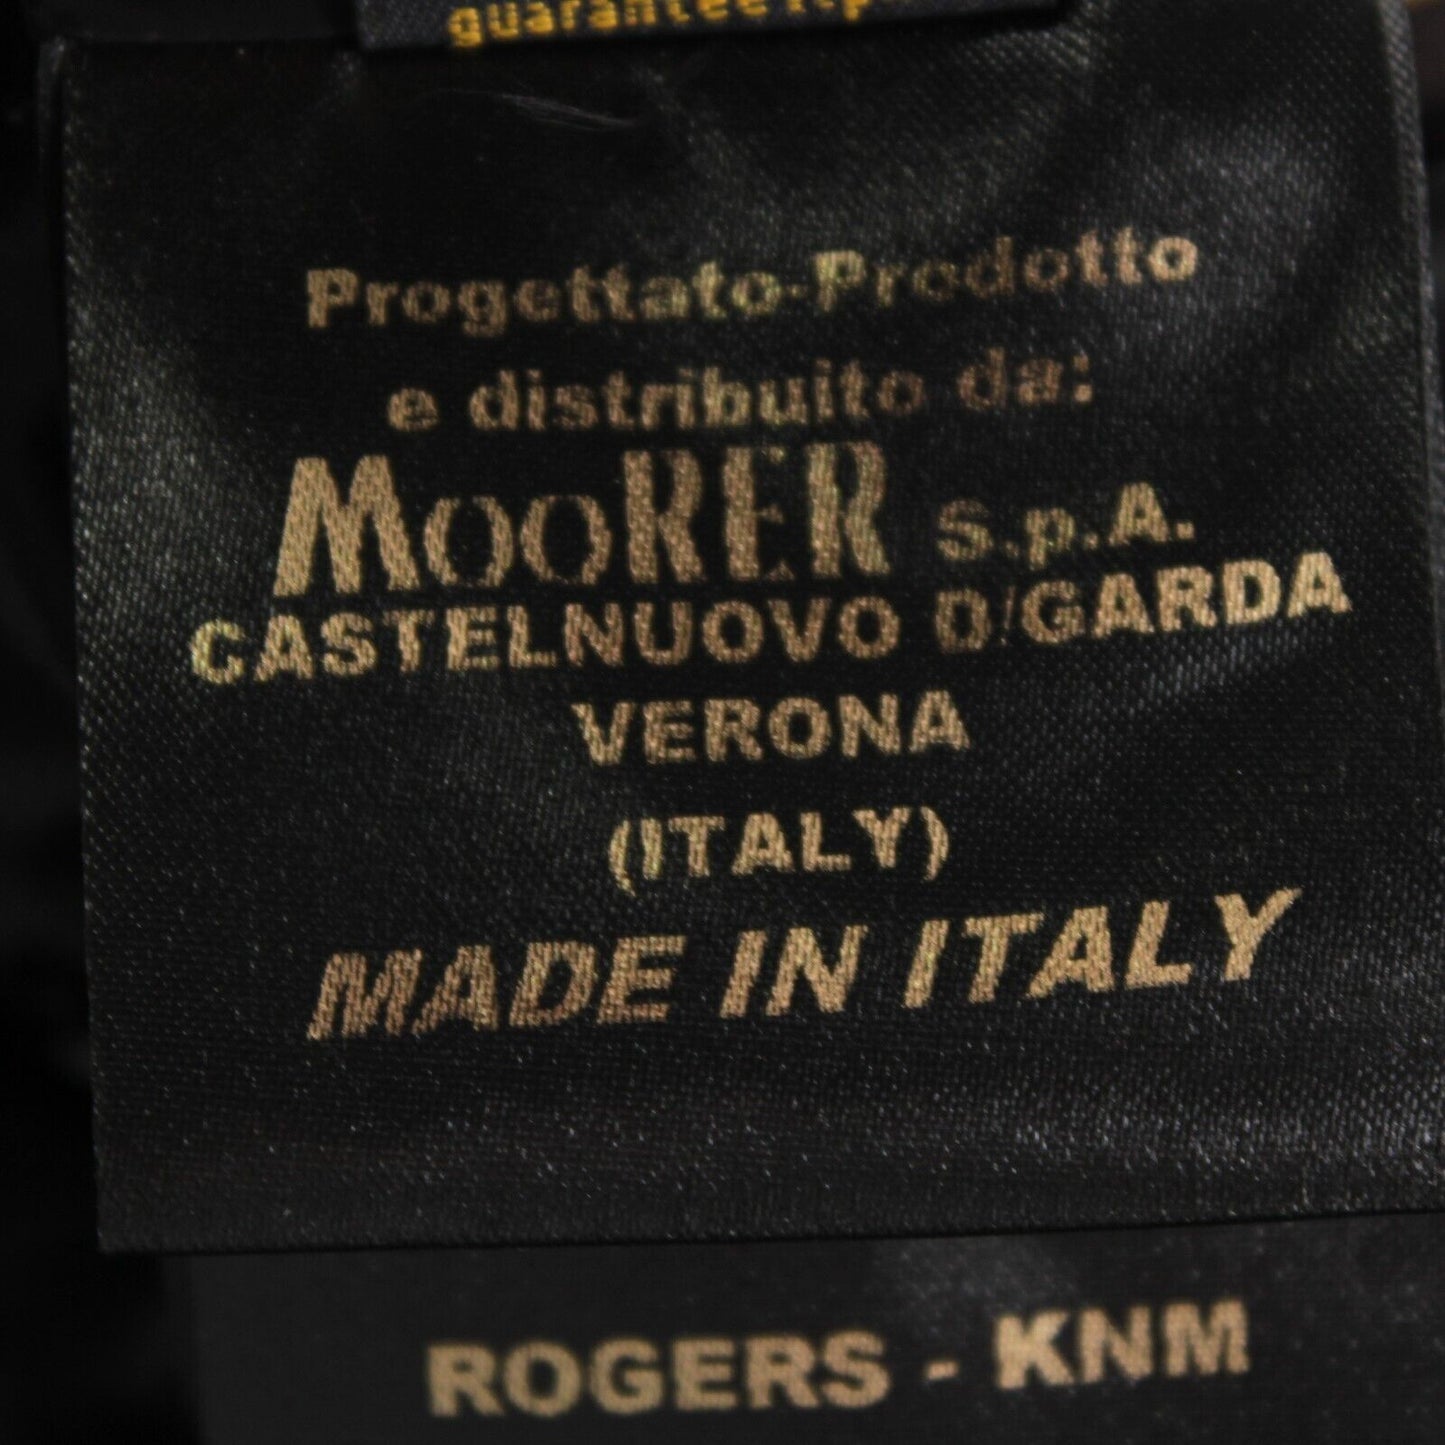 Progettato-Prodotto
e distribuito da:
MOORER S.p.A.
CASTELNUOVO D/GARDA
VERONA
(ITALY)
MADE IN ITALY
ROGERS - KNM